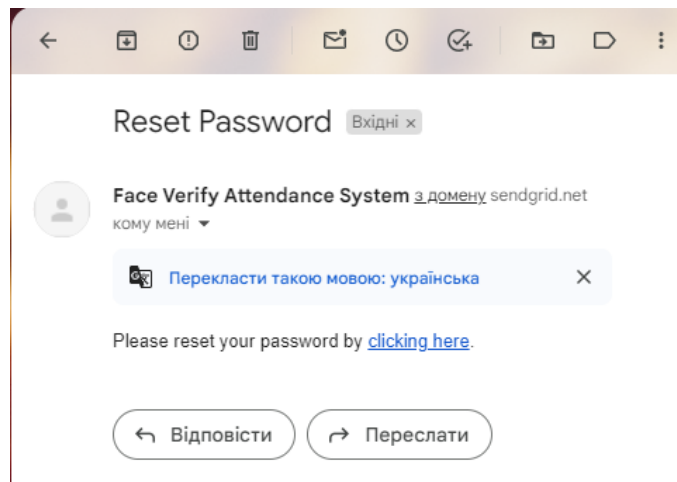 Reset Password Вхідні ×
Face Verify Attendance System з домену sendgrid.net
кому мені
Перекласти такою мовою: українська
Please reset your password by clicking here.
Відповісти Переслати